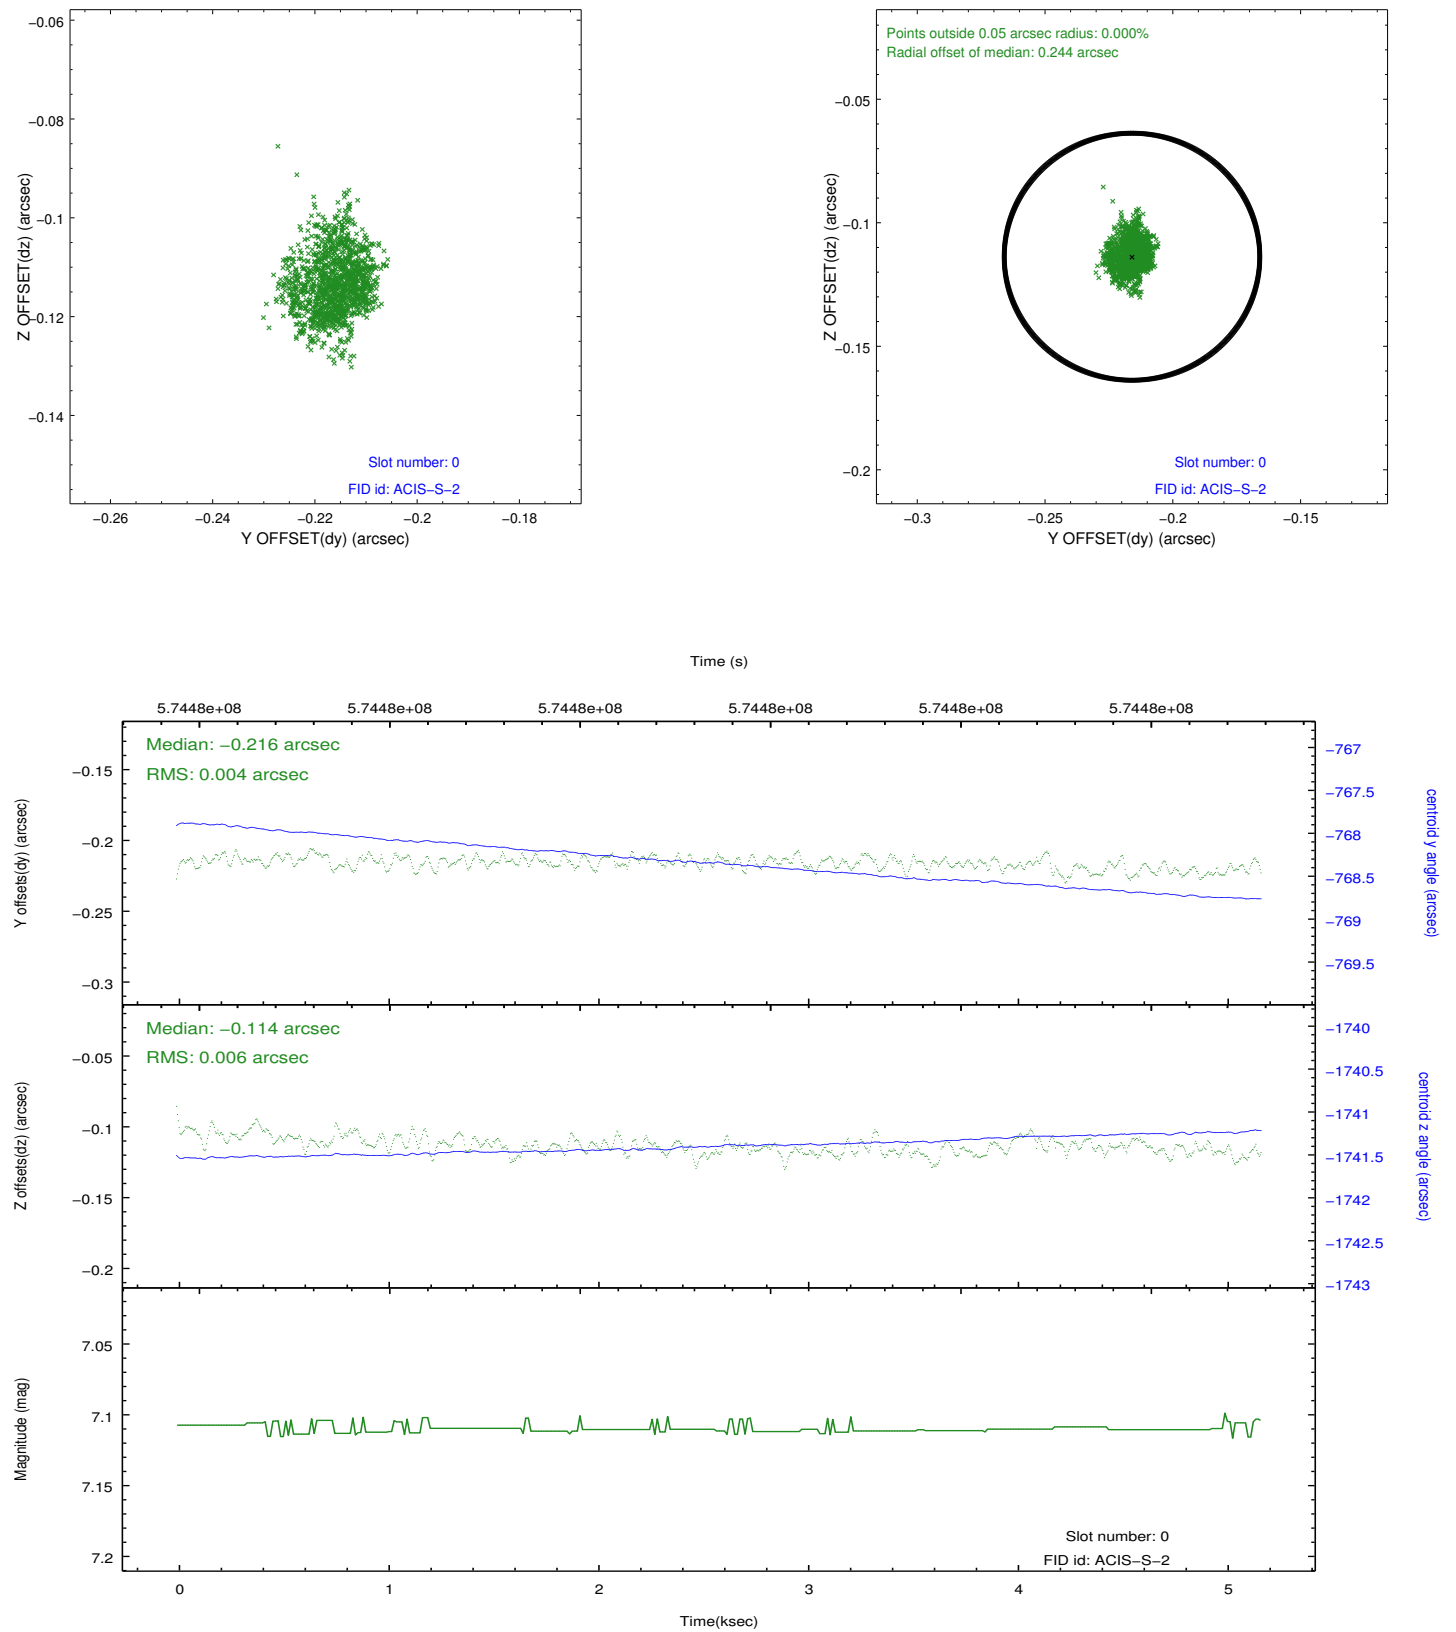 −0.06
−0.08
−0.1
−0.12
−0.14
Z OFFSET(dz) (arcsec)
Slot number: 0
FID id: ACIS−S−2
−0.26 −0.24 −0.22 −0.2 −0.18
Y OFFSET(dy) (arcsec)
Points outside 0.05 arcsec radius: 0.000%
Radial offset of median: 0.244 arcsec
−0.05
−0.1
−0.15
−0.2
Z OFFSET(dz) (arcsec)
Slot number: 0
FID id: ACIS−S−2
−0.3 −0.25 −0.2 −0.15
Y OFFSET(dy) (arcsec)
Time (s)
5.7448e+08 5.7448e+08 5.7448e+08 5.7448e+08 5.7448e+08 5.7448e+08
Median: −0.216 arcsec
RMS: 0.004 arcsec
−0.15
−0.2
−0.25
−0.3
Y offsets(dy) (arcsec)
−767
−767.5
−768
−768.5
−769
−769.5
centroid y angle (arcsec)
Median: −0.114 arcsec
RMS: 0.006 arcsec
−0.05
−0.1
−0.15
−0.2
Z offsets(dz) (arcsec)
−1740
−1740.5
−1741
−1741.5
−1742
−1742.5
−1743
centroid z angle (arcsec)
7.05
7.1
7.15
7.2
Magnitude (mag)
Slot number: 0
FID id: ACIS−S−2
0 1 2 3 4 5
Time(ksec)